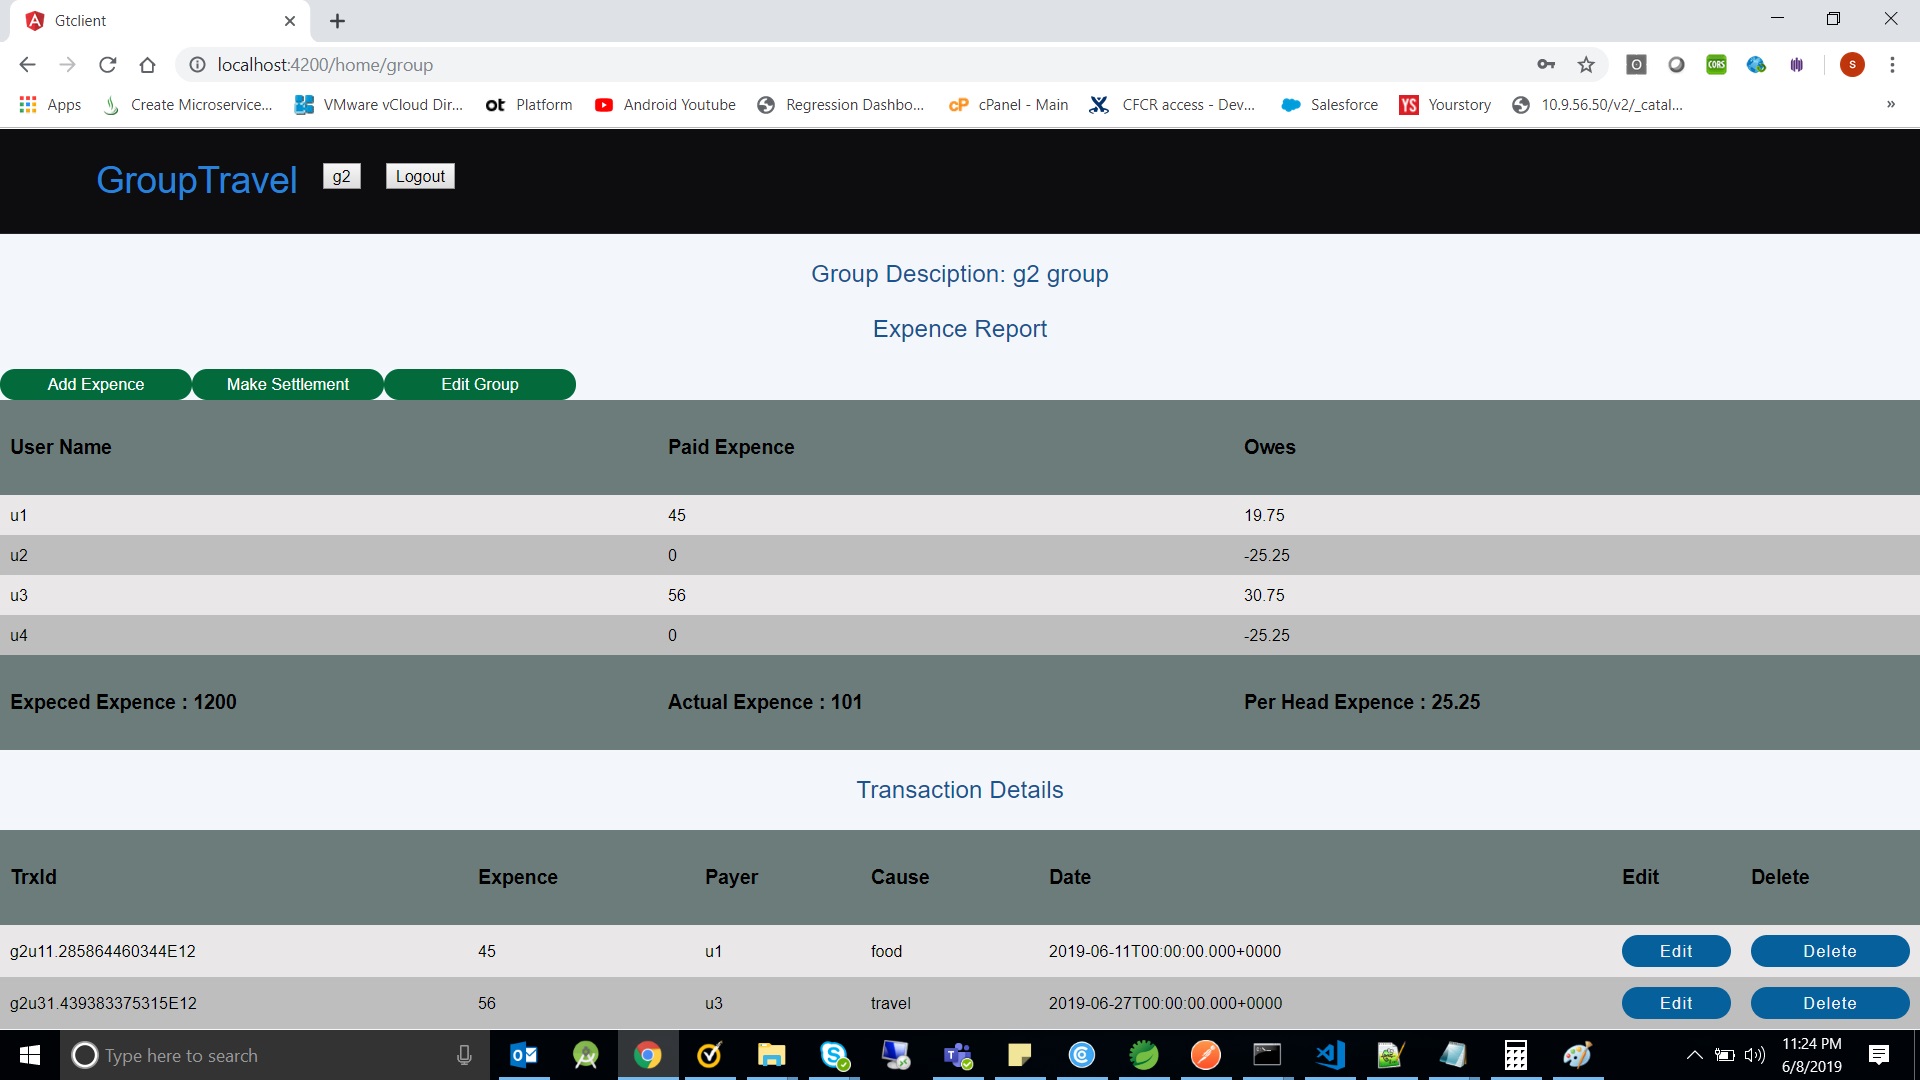 Gtclient
localhost:4200/home/group
Apps Create Microservice... VMware vCloud Dir... ot Platform Android Youtube Regression Dashbo... cP cPanel - Main CFCR access - Dev... Salesforce YS Yourstory 10.9.56.50/v2/_catal... »
GroupTravel g2 Logout
Group Desciption: g2 group
Expence Report
Add Expence Make Settlement Edit Group
User Name Paid Expence Owes
u1 45 19.75
u2 0 -25.25
u3 56 30.75
u4 0 -25.25
Expeced Expence : 1200 Actual Expence : 101 Per Head Expence : 25.25
Transaction Details
TrxId Expence Payer Cause Date Edit Delete
g2u11.285864460344E12 45 u1 food 2019-06-11T00:00:00.000+0000 Edit Delete
g2u31.439383375315E12 56 u3 travel 2019-06-27T00:00:00.000+0000 Edit Delete
Type here to search
11:24 PM
6/8/2019